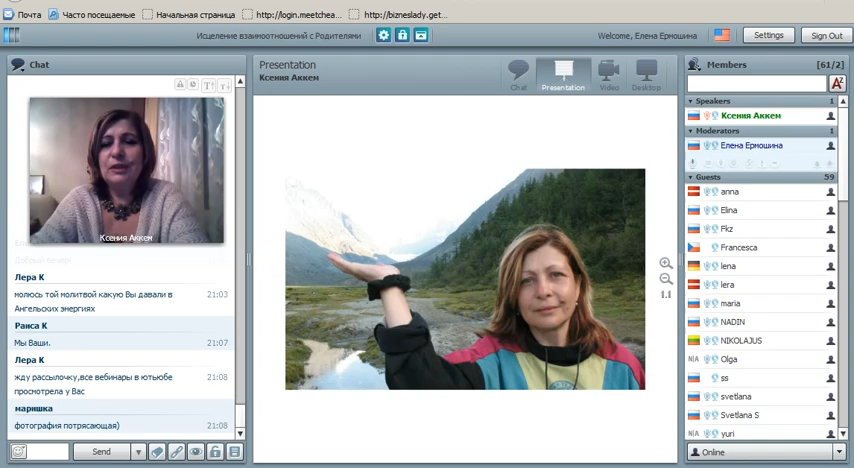 Почта
Часто посещаемые
Начальная страница
http://login.meetchea...
http://bizneslady.get...
Исцеление взаимоотношений с Родителями
Welcome, Елена Ермошина
Settings
Sign Out
Chat
T↑
T↓
Ксения Аккем
Добрый вечер!
Лера К
молюсь той молитвой какую Вы давали в
Ангельских энергиях
21:03
Раиса К
Мы Ваши.
21:07
Лера К
жду рассылочку,все вебинары в ютьюбе
просмотрела у Вас
21:08
маришка
фотография потрясающая)
21:08
Send
Presentation
Ксения Аккем
Chat
Presentation
Video
Desktop
1.1
Members
[61/2]
Speakers 1
Ксения Аккем
Moderators 1
Елена Ермошина
Guests 59
anna
Elina
Fkz
Francesca
lena
lera
maria
NADIN
NIKOLAJUS
N/A Olga
ss
svetlana
Svetlana S
N/A yuri
Online